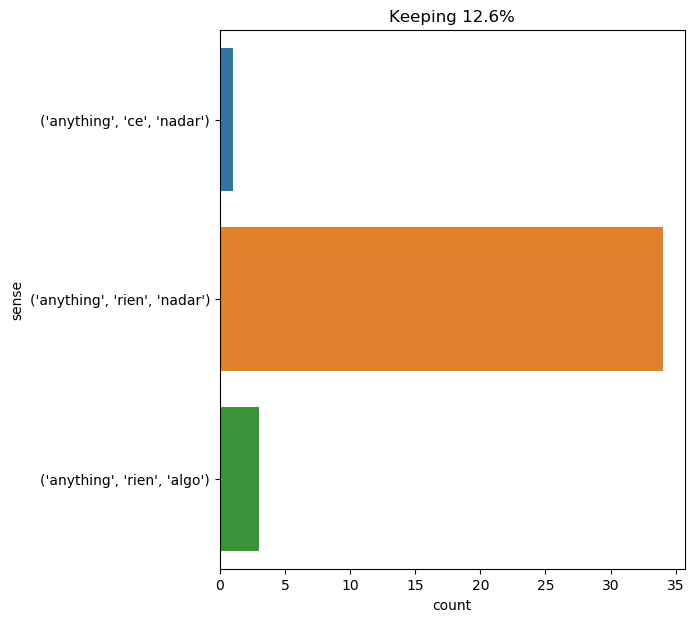 Keeping 12.6%
('anything', 'ce', 'nadar')
('anything', 'rien', 'nadar')
('anything', 'rien', 'algo')
sense
0 5 10 15 20 25 30 35
count